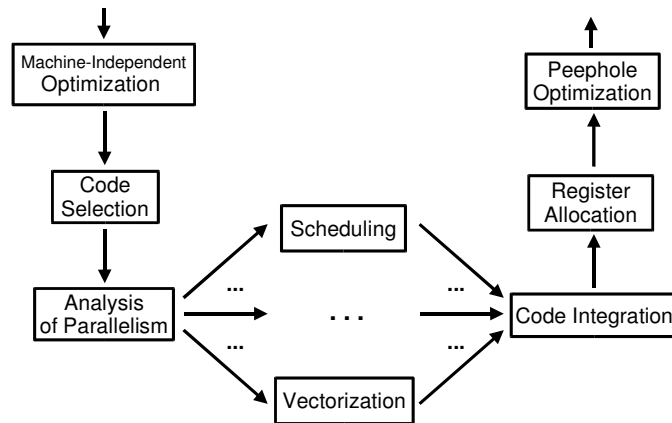 Machine-Independent
Optimization
Code
Selection
Analysis
of Parallelism
...
...
Scheduling
. . .
Vectorization
...
...
Code Integration
Register
Allocation
Peephole
Optimization